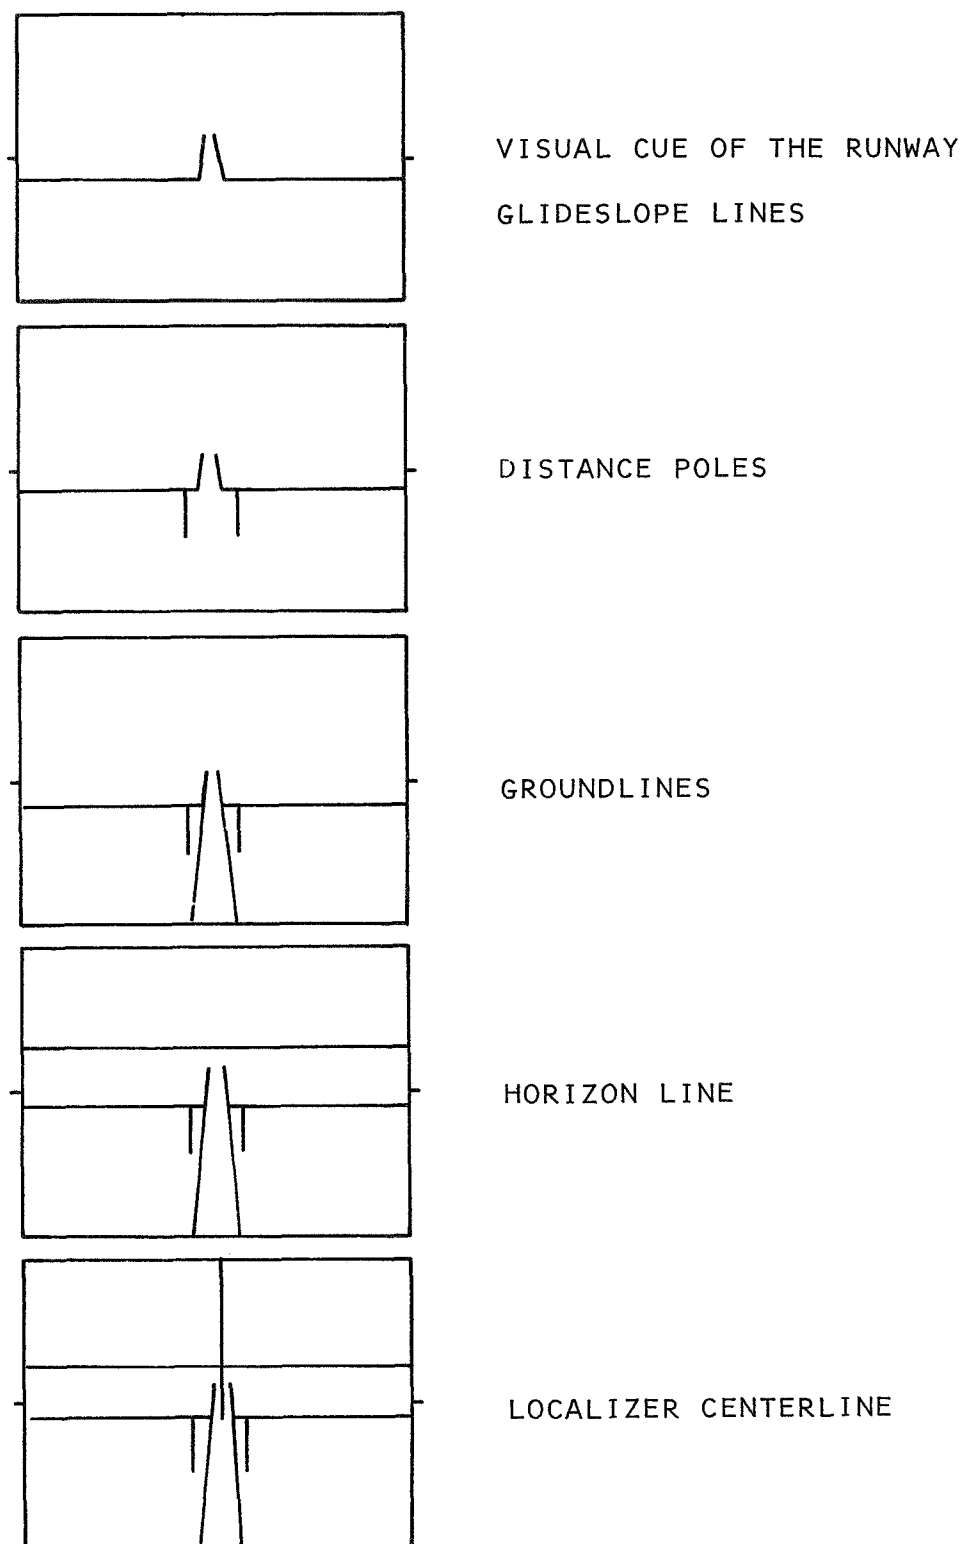 VISUAL CUE OF THE RUNWAY
GLIDESLOPE LINES
DISTANCE POLES
GROUNDLINES
HORIZON LINE
LOCALIZER CENTERLINE